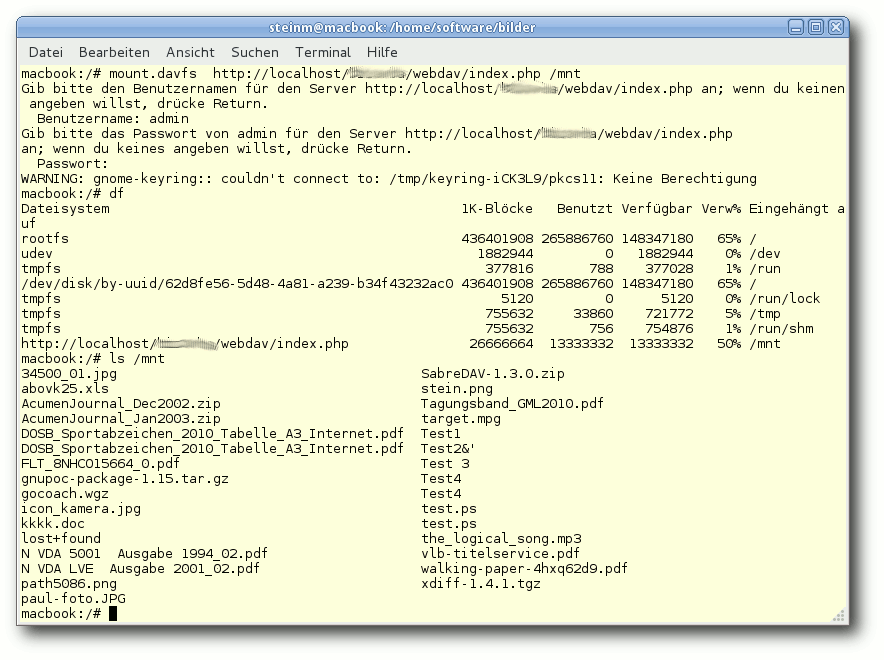 steinm@macbook: /home/software/bilder
Datei Bearbeiten Ansicht Suchen Terminal Hilfe
macbook:/# mount.davfs  http://localhost/ /webdav/index.php /mnt
Gib bitte den Benutzernamen für den Server http://localhost/ /webdav/index.php an; wenn du keinen
 angeben willst, drücke Return.
  Benutzername: admin
Gib bitte das Passwort von admin für den Server http://localhost/ /webdav/index.php
an; wenn du keines angeben willst, drücke Return.
  Passwort:
WARNING: gnome-keyring:: couldn't connect to: /tmp/keyring-iCK3L9/pkcs11: Keine Berechtigung
macbook:/# df
Dateisystem 1K-Blöcke Benutzt Verfügbar Verw% Eingehängt a
uf
rootfs 436401908 265886760 148347180 65% /
udev 1882944 0 1882944 0% /dev
tmpfs 377816 788 377028 1% /run
/dev/disk/by-uuid/62d8fe56-5d48-4a81-a239-b34f43232ac0 436401908 265886760 148347180 65% /
tmpfs 5120 0 5120 0% /run/lock
tmpfs 755632 33860 721772 5% /tmp
tmpfs 755632 756 754876 1% /run/shm
http://localhost/ /webdav/index.php 26666664 13333332 13333332 50% /mnt
macbook:/# ls /mnt
34500_01.jpg SabreDAV-1.3.0.zip
abovk25.xls stein.png
AcumenJournal_Dec2002.zip Tagungsband_GML2010.pdf
AcumenJournal_Jan2003.zip target.mpg
DOSB_Sportabzeichen_2010_Tabelle_A3_Internet.pdf Test1
DOSB_Sportabzeichen_2010_Tabelle_A3_Internet.pdf Test2&'
FLT_8NHC015664_0.pdf Test 3
gnupoc-package-1.15.tar.gz Test4
gocoach.wgz Test4
icon_kamera.jpg test.ps
kkkk.doc test.ps
lost+found the_logical_song.mp3
N VDA 5001  Ausgabe 1994_02.pdf vlb-titelservice.pdf
N VDA LVE  Ausgabe 2001_02.pdf walking-paper-4hxq62d9.pdf
path5086.png xdiff-1.4.1.tgz
paul-foto.JPG
macbook:/#